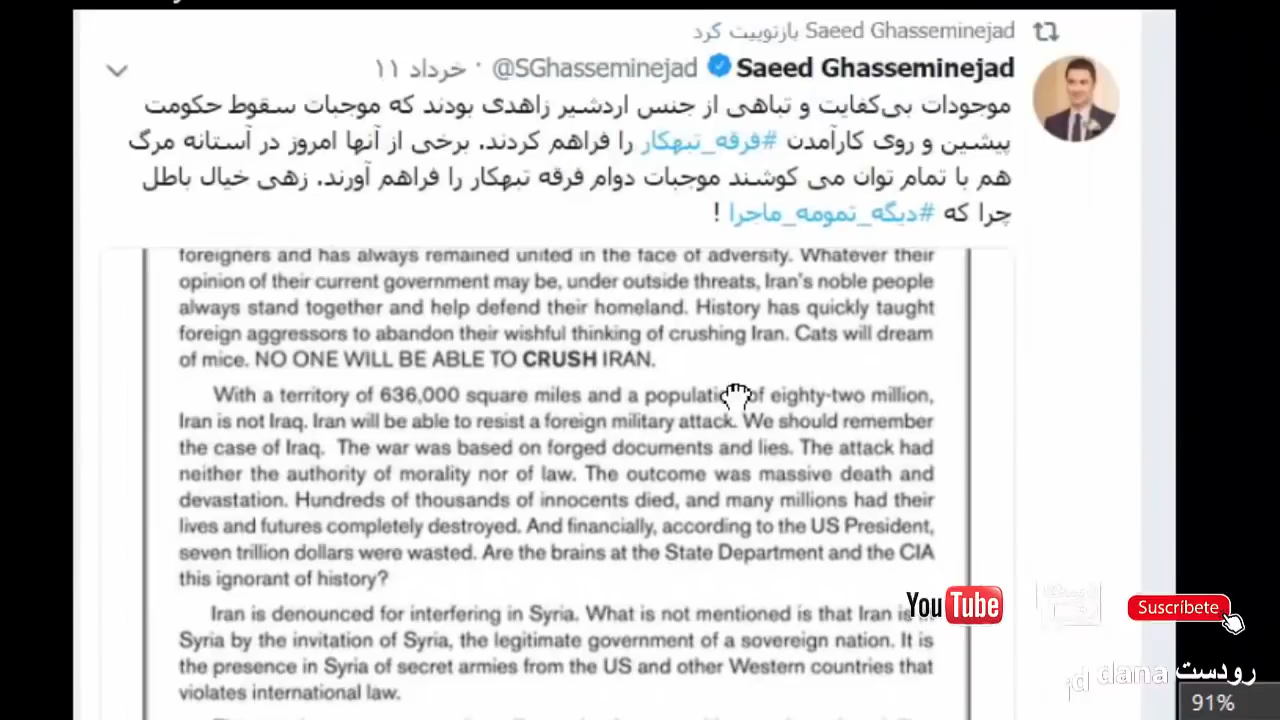 Saeed Ghasseminejad بازتوییت کرد
Saeed Ghasseminejad @SGhasseminejad · ۱۱ خرداد
موجودات بی‌کفایت و تباهی از جنس اردشیر زاهدی بودند که موجبات سقوط حکومت
پیشین و روی کارآمدن #فرقه_تبهکار را فراهم کردند. برخی از آنها امروز در آستانه مرگ
هم با تمام توان می کوشند موجبات دوام فرقه تبهکار را فراهم آورند. زهی خیال باطل
چرا که #دیگه_تمومه_ماجرا !
foreigners and has always remained united in the face of adversity. Whatever their
opinion of their current government may be, under outside threats, Iran's noble people
always stand together and help defend their homeland. History has quickly taught
foreign aggressors to abandon their wishful thinking of crushing Iran. Cats will dream
of mice. NO ONE WILL BE ABLE TO CRUSH IRAN.
With a territory of 636,000 square miles and a population of eighty-two million,
Iran is not Iraq. Iran will be able to resist a foreign military attack. We should remember
the case of Iraq. The war was based on forged documents and lies. The attack had
neither the authority of morality nor of law. The outcome was massive death and
devastation. Hundreds of thousands of innocents died, and many millions had their
lives and futures completely destroyed. And financially, according to the US President,
seven trillion dollars were wasted. Are the brains at the State Department and the CIA
this ignorant of history?
Iran is denounced for interfering in Syria. What is not mentioned is that Iran is
Syria by the invitation of Syria, the legitimate government of a sovereign nation. It is
the presence in Syria of secret armies from the US and other Western countries that
violates international law.
YouTube
Suscríbete
dana رودست
91%